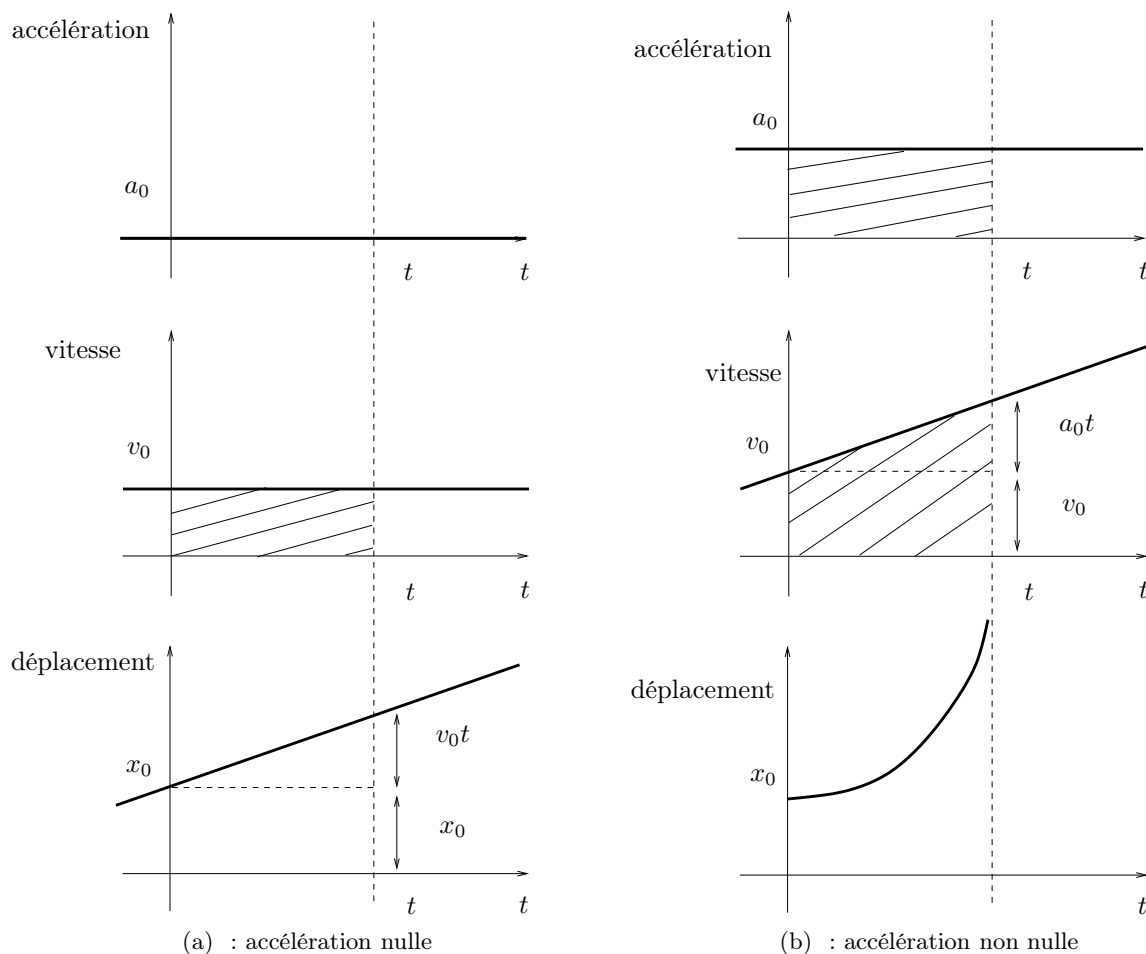 accélération
a₀
t
t
vitesse
v₀
t
t
déplacement
x₀
v₀t
x₀
t
t
(a) : accélération nulle
accélération
a₀
t
t
vitesse
v₀
a₀t
v₀
t
t
déplacement
x₀
t
t
(b) : accélération non nulle